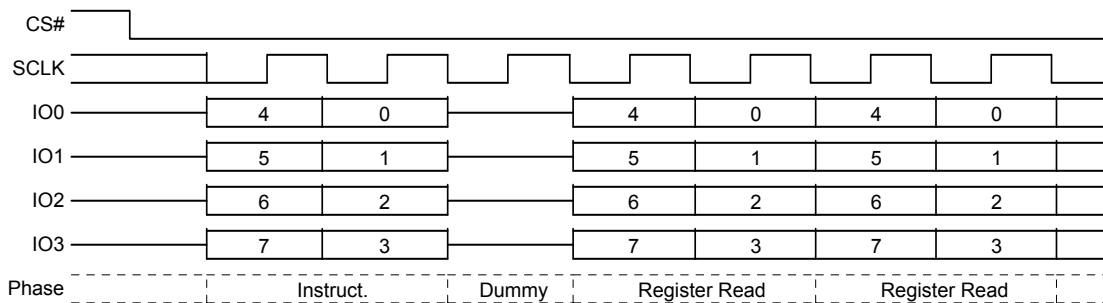 CS#
SCLK
IO0 4 0 4 0 4 0
IO1 5 1 5 1 5 1
IO2 6 2 6 2 6 2
IO3 7 3 7 3 7 3
Phase Instruct. Dummy Register Read Register Read